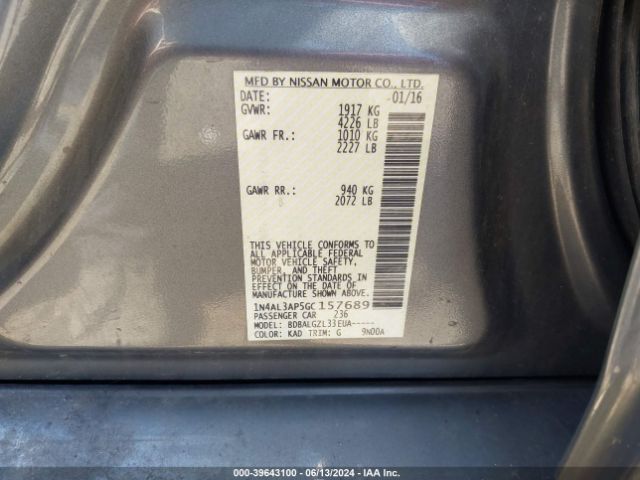 MFD BY NISSAN MOTOR CO., LTD.
DATE: 01/16
GVWR: 1917 KG
4226 LB
GAWR FR.: 1010 KG
2227 LB
GAWR RR.: 940 KG
2072 LB
THIS VEHICLE CONFORMS TO
ALL APPLICABLE FEDERAL
MOTOR VEHICLE SAFETY,
BUMPER, AND THEFT
PREVENTION STANDARDS IN
EFFECT ON THE DATE OF
MANUFACTURE SHOWN ABOVE.
1N4AL3AP5GC157689
PASSENGER CAR 236
MODEL: BDBALGZL33EUA-----
COLOR: KAD TRIM: G 9N00A
000-39643100 - 06/13/2024 - IAA Inc.